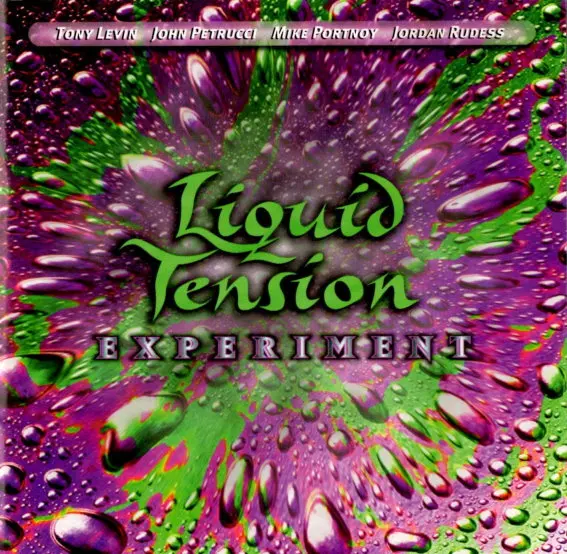 Tony Levin John Petrucci Mike Portnoy Jordan Rudess
Liquid
Tension
EXPERIMENT